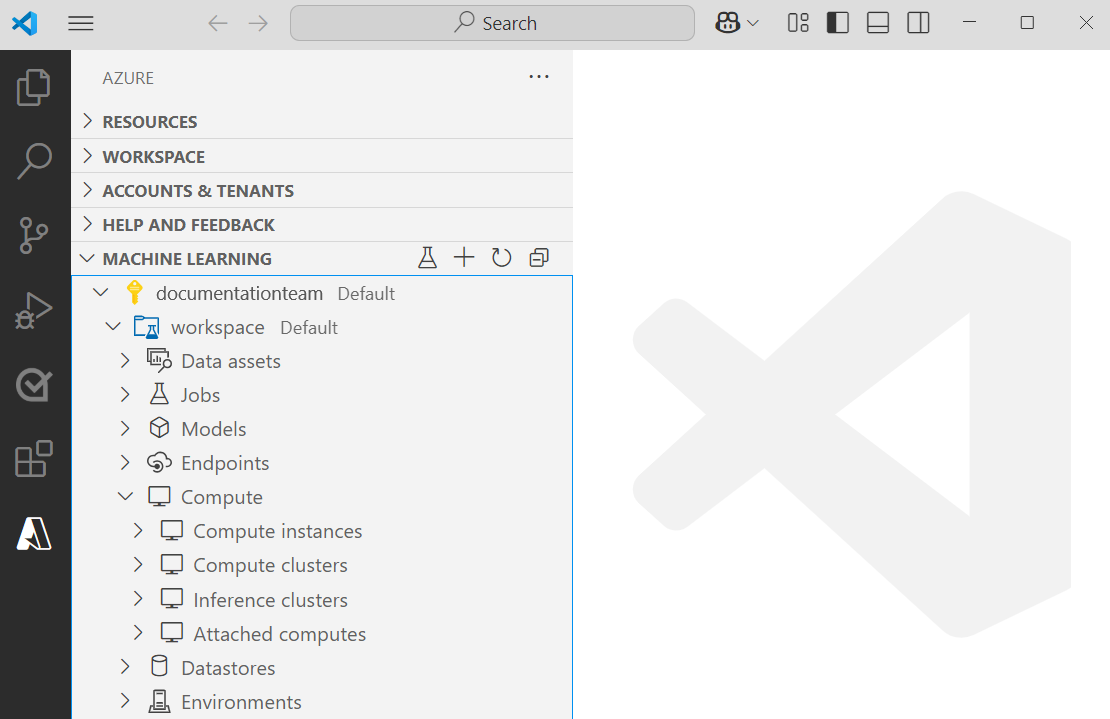 Search
AZURE
RESOURCES
WORKSPACE
ACCOUNTS & TENANTS
HELP AND FEEDBACK
MACHINE LEARNING
documentationteam Default
workspace Default
Data assets
Jobs
Models
Endpoints
Compute
Compute instances
Compute clusters
Inference clusters
Attached computes
Datastores
Environments